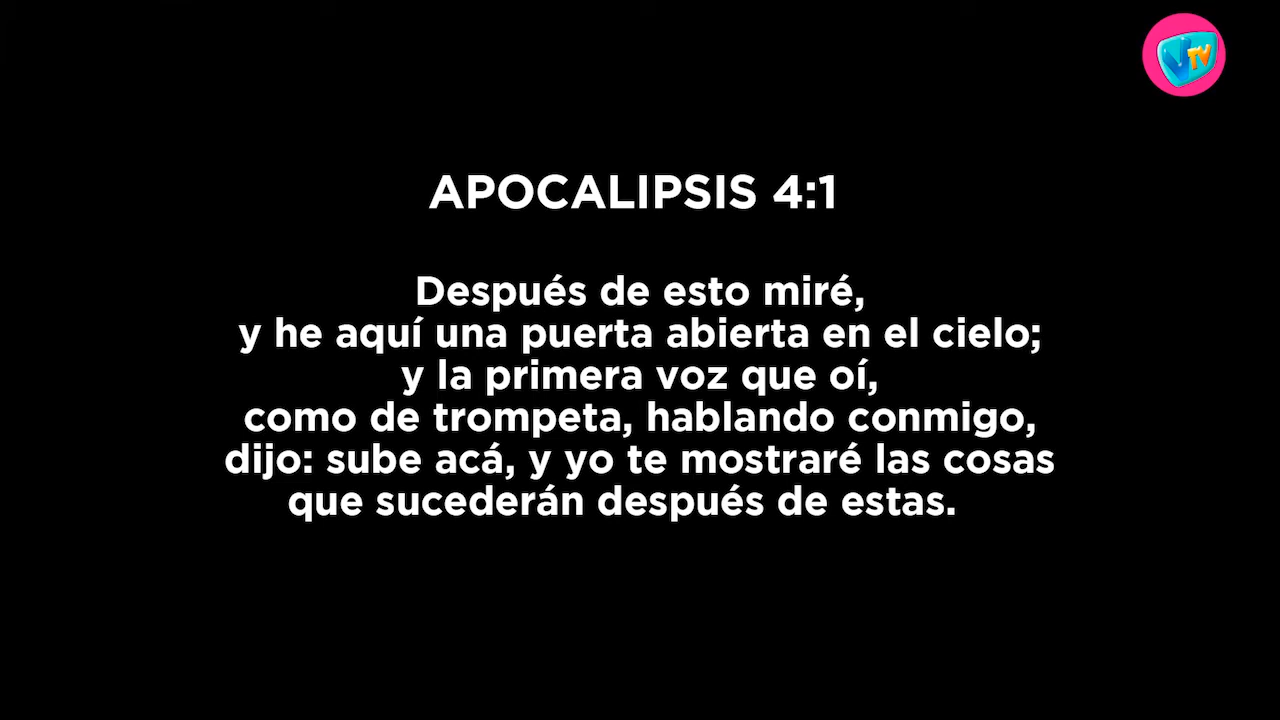 VTV
APOCALIPSIS 4:1
Después de esto miré,
y he aquí una puerta abierta en el cielo;
y la primera voz que oí,
como de trompeta, hablando conmigo,
dijo: sube acá, y yo te mostraré las cosas
que sucederán después de estas.